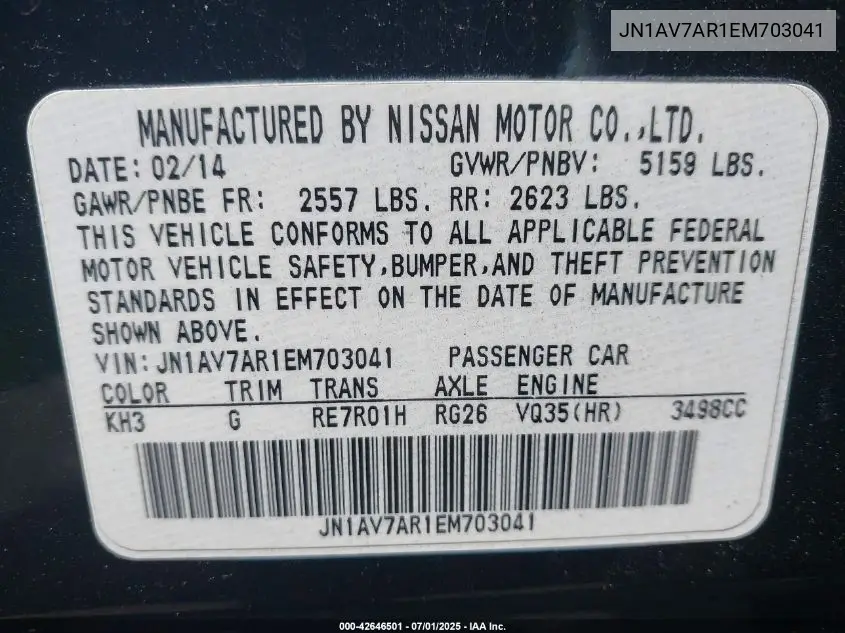 JN1AV7AR1EM703041
MANUFACTURED BY NISSAN MOTOR CO.,LTD.
DATE: 02/14 GVWR/PNBV: 5159 LBS.
GAWR/PNBE FR: 2557 LBS. RR: 2623 LBS.
THIS VEHICLE CONFORMS TO ALL APPLICABLE FEDERAL
MOTOR VEHICLE SAFETY,BUMPER,AND THEFT PREVENTION
STANDARDS IN EFFECT ON THE DATE OF MANUFACTURE
SHOWN ABOVE.
VIN: JN1AV7AR1EM703041 PASSENGER CAR
COLOR TRIM TRANS AXLE ENGINE
KH3 G RE7R01H RG26 VQ35(HR) 3498CC
JN1AV7AR1EM703041
000-42646501 - 07/01/2025 - IAA Inc.